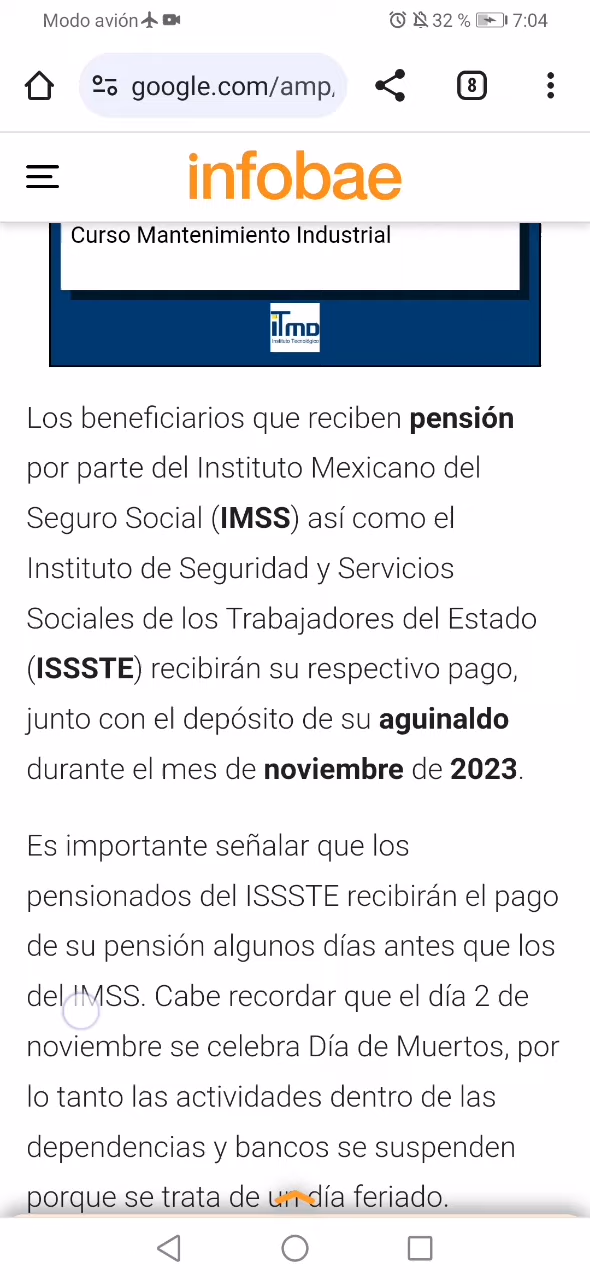 Modo avión 32 % 7:04
google.com/amp, 8
infobae
Curso Mantenimiento Industrial
iTmD
Instituto Tecnológico
Los beneficiarios que reciben pensión
por parte del Instituto Mexicano del
Seguro Social (IMSS) así como el
Instituto de Seguridad y Servicios
Sociales de los Trabajadores del Estado
(ISSSTE) recibirán su respectivo pago,
junto con el depósito de su aguinaldo
durante el mes de noviembre de 2023.
Es importante señalar que los
pensionados del ISSSTE recibirán el pago
de su pensión algunos días antes que los
del IMSS. Cabe recordar que el día 2 de
noviembre se celebra Día de Muertos, por
lo tanto las actividades dentro de las
dependencias y bancos se suspenden
porque se trata de un día feriado.